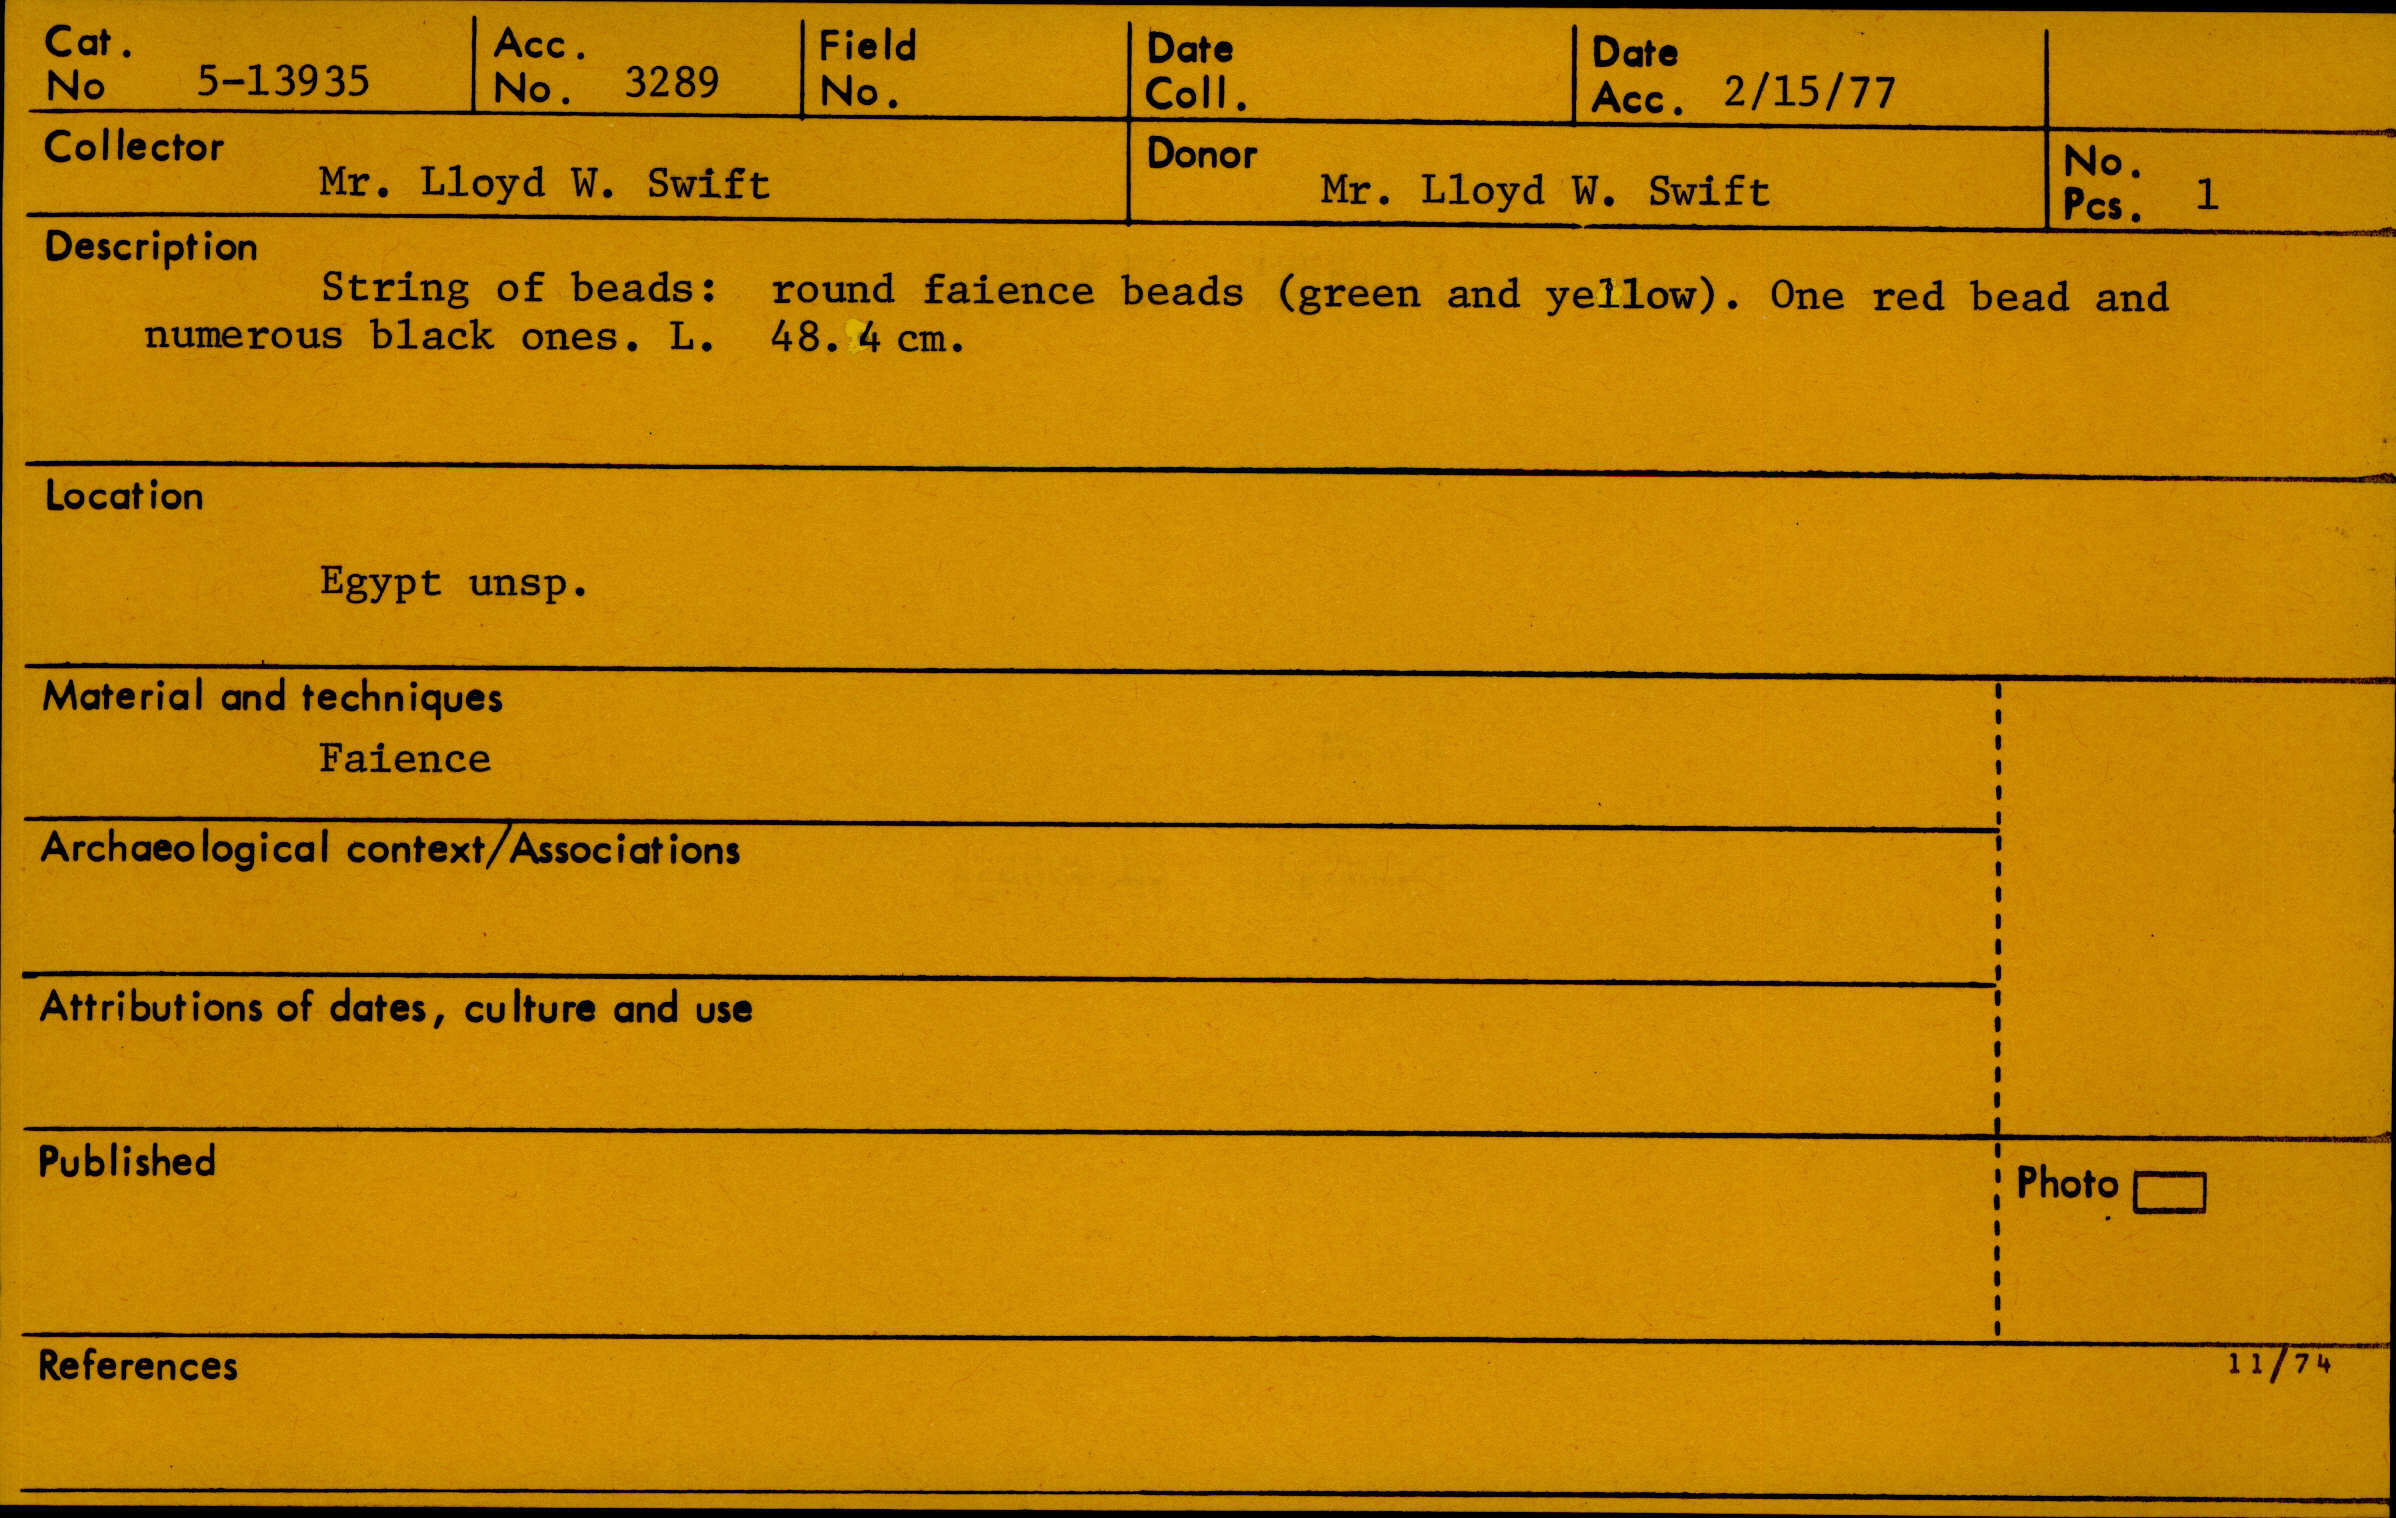 Cat. No 5-13935 Acc. No. 3289 Field No. Date Coll. Date Acc. 2/15/77
Collector Mr. Lloyd W. Swift Donor Mr. Lloyd W. Swift No. Pcs. 1
Description
String of beads: round faience beads (green and yellow). One red bead and
numerous black ones. L. 48.4 cm.
Location
Egypt unsp.
Material and techniques
Faience
Archaeological context/Associations
Attributions of dates, culture and use
Published
Photo
References
11/74